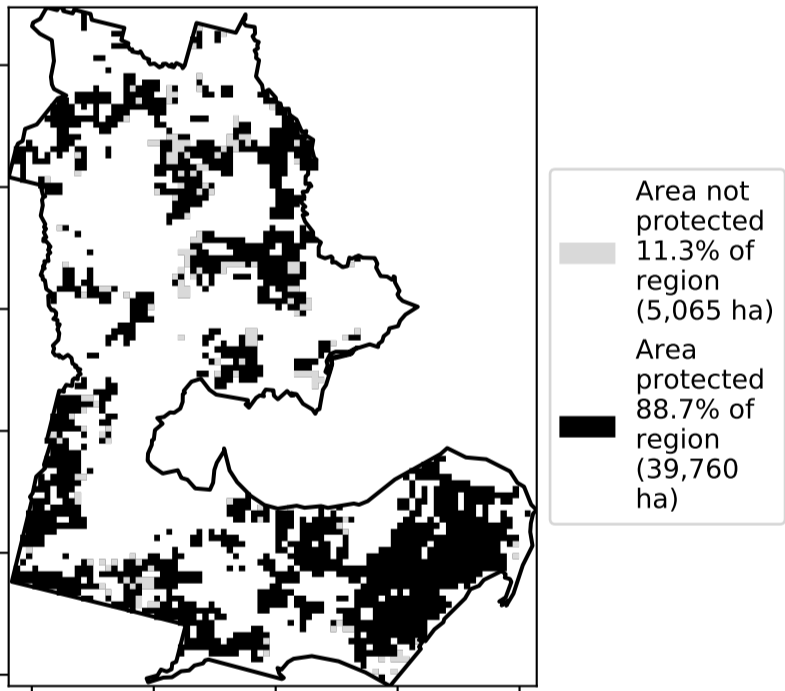 Area not
protected
11.3% of
region
(5,065 ha)
Area
protected
88.7% of
region
(39,760
ha)